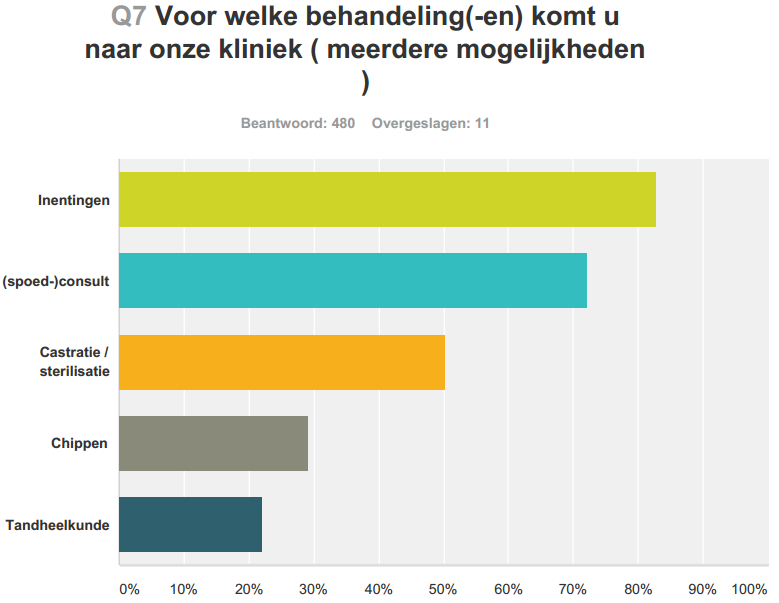 Q7 Voor welke behandeling(-en) komt u
naar onze kliniek ( meerdere mogelijkheden
)
Beantwoord: 480 Overgeslagen: 11
Inentingen
(spoed-)consult
Castratie /
sterilisatie
Chippen
Tandheelkunde
0% 10% 20% 30% 40% 50% 60% 70% 80% 90% 100%